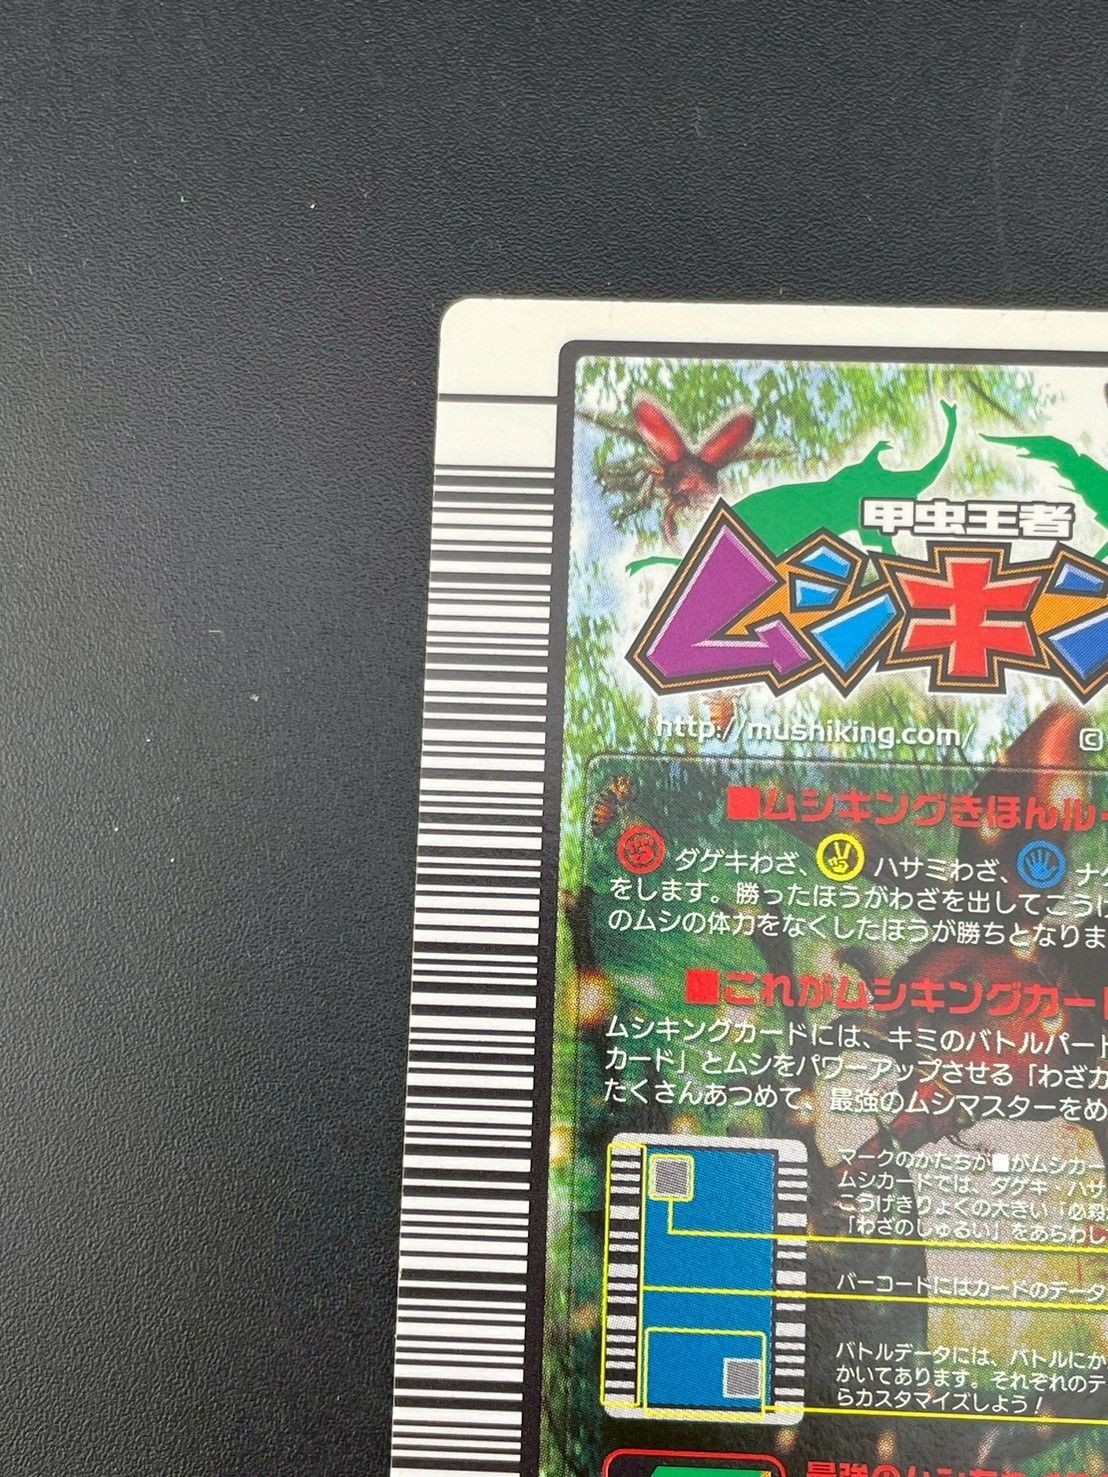 甲虫王者
ムシキン
http://mushiking.com/
©
■ムシキングきほんルー
ダゲキわざ、 ハサミわざ、 ナゲ
をします。勝ったほうがわざを出してこうげ
のムシの体力をなくしたほうが勝ちとなりま
■これがムシキングカード
ムシキングカードには、キミのバトルパート
カード」とムシをパワーアップさせる「わざカ
たくさんあつめて、最強のムシマスターをめ
マークのかたちが■がムシカー
ムシカードでは、ダゲキ ハサ
こうげきりょくの大きい「必殺
「わざのしゅるい」をあらわし
バーコードにはカードのデータ
バトルデータには、バトルにか
かいてあります。それぞれのテ
らカスタマイズしよう！